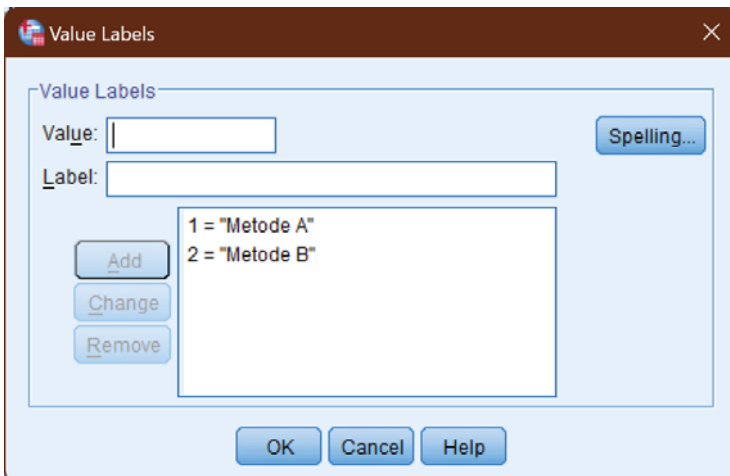 Value Labels
Value Labels
Value:
Spelling...
Label:
1 = "Metode A"
2 = "Metode B"
Add
Change
Remove
OK Cancel Help